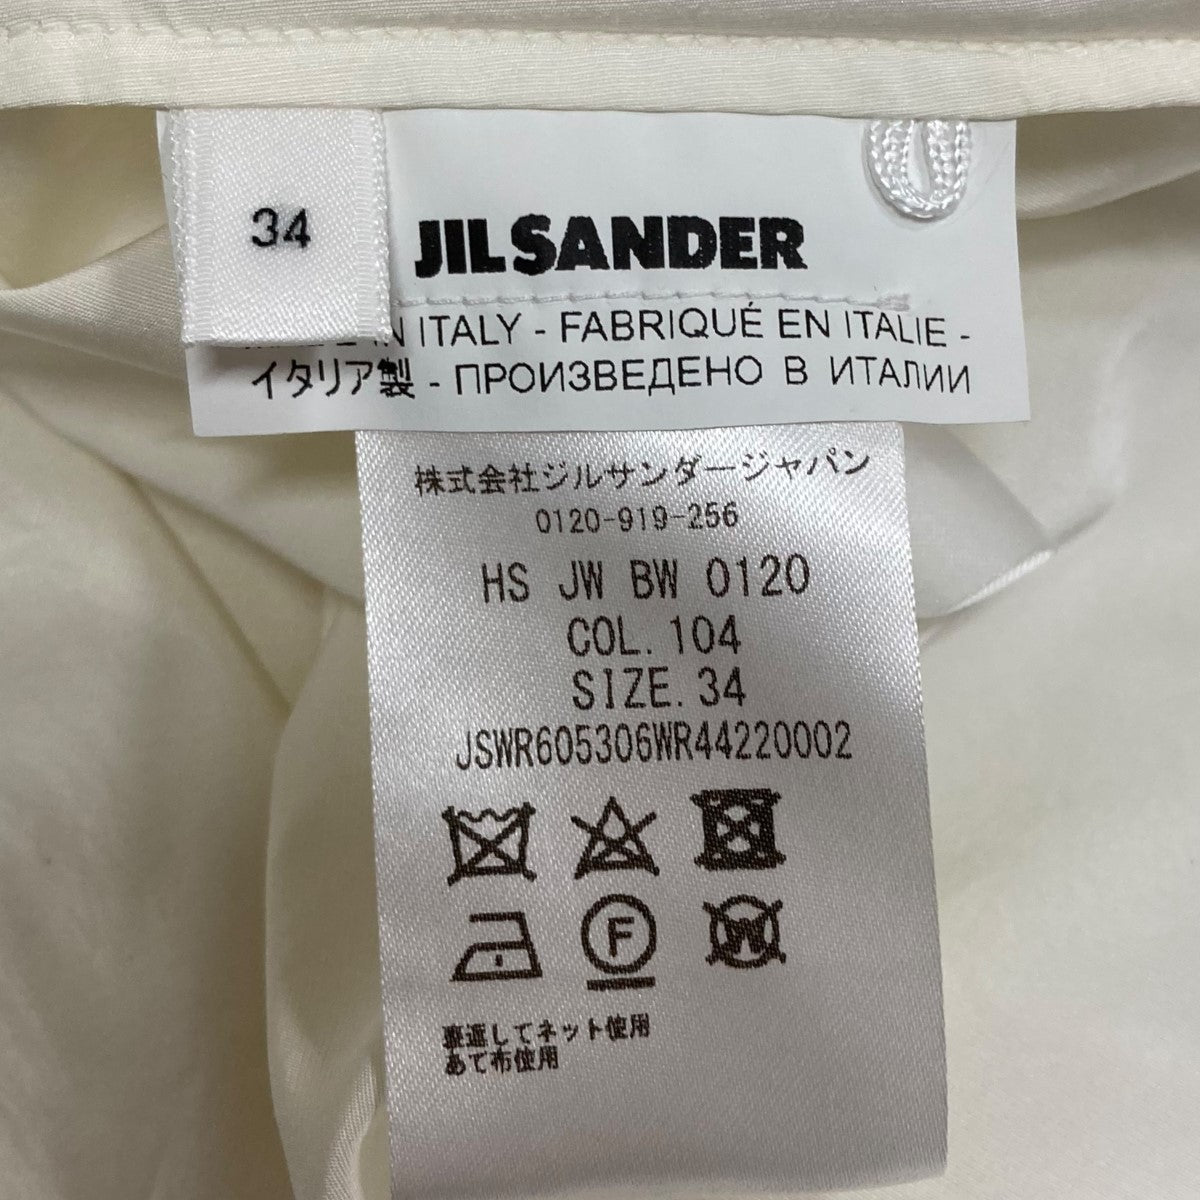 34
JIL SANDER
IN ITALY - FABRIQUÉ EN ITALIE -
イタリア製 - ПРОИЗВЕДЕНО В ИТАЛИИ
株式会社ジルサンダージャパン
0120-919-256
HS JW BW 0120
COL. 104
SIZE. 34
JSWR605306WR44220002
F
W
裏返してネット使用
あて布使用